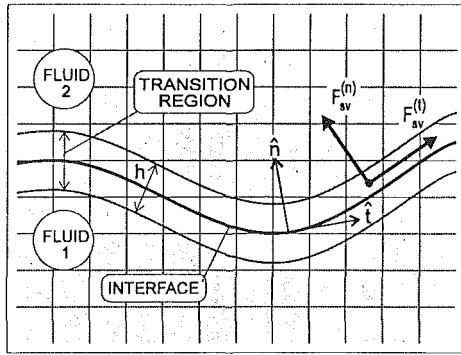 FLUID
2
TRANSITION
REGION
F_sv^(n)
F_sv^(t)
n̂
h
t̂
FLUID
1
INTERFACE